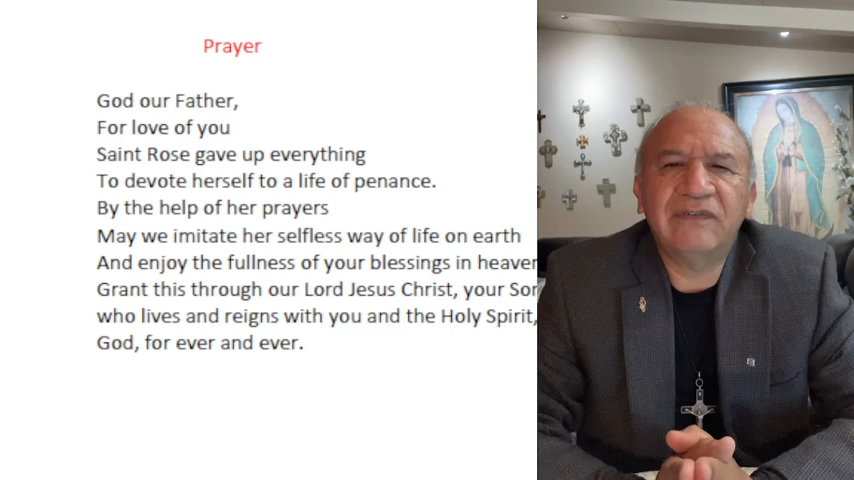 Prayer
God our Father,
For love of you
Saint Rose gave up everything
To devote herself to a life of penance.
By the help of her prayers
May we imitate her selfless way of life on earth
And enjoy the fullness of your blessings in heaven
Grant this through our Lord Jesus Christ, your Son
who lives and reigns with you and the Holy Spirit,
God, for ever and ever.